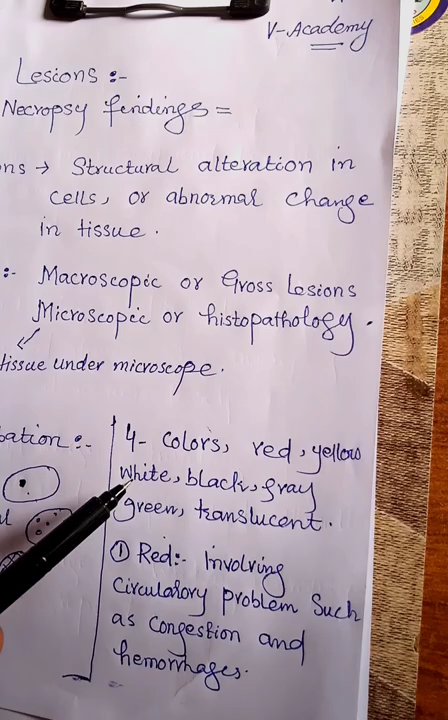 V-Academy
Lesions :-
Necropsy findings =
ns → Structural alteration in
cells, or abnormal change
in tissue.
:- Macroscopic or Gross Lesions
Microscopic or histopathology.
tissue under microscope.
bation :-
4- colors, red, yellow
white, black, gray
green, translucent.
① Red:- Involving
Circulatory problem Such
as Congestion and
hemorrhages.